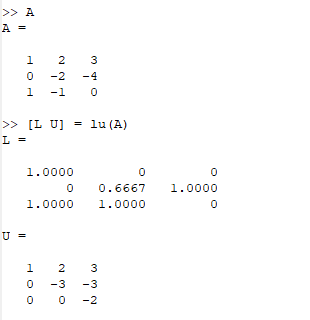 >> A
A =
1 2 3
0 -2 -4
1 -1 0
>> [L U] = lu(A)
L =
1.0000 0 0
0 0.6667 1.0000
1.0000 1.0000 0
U =
1 2 3
0 -3 -3
0 0 -2